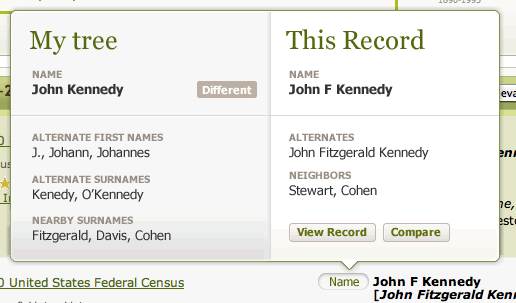 1890-1995
My tree
This Record
NAME
John Kennedy
Different
NAME
John F Kennedy
ALTERNATE FIRST NAMES
J., Johann, Johannes
ALTERNATE SURNAMES
Kenedy, O'Kennedy
NEARBY SURNAMES
Fitzgerald, Davis, Cohen
ALTERNATES
John Fitzgerald Kennedy
NEIGHBORS
Stewart, Cohen
View Record
Compare
0 United States Federal Census
Name
John F Kennedy
[John Fitzgerald Kenn